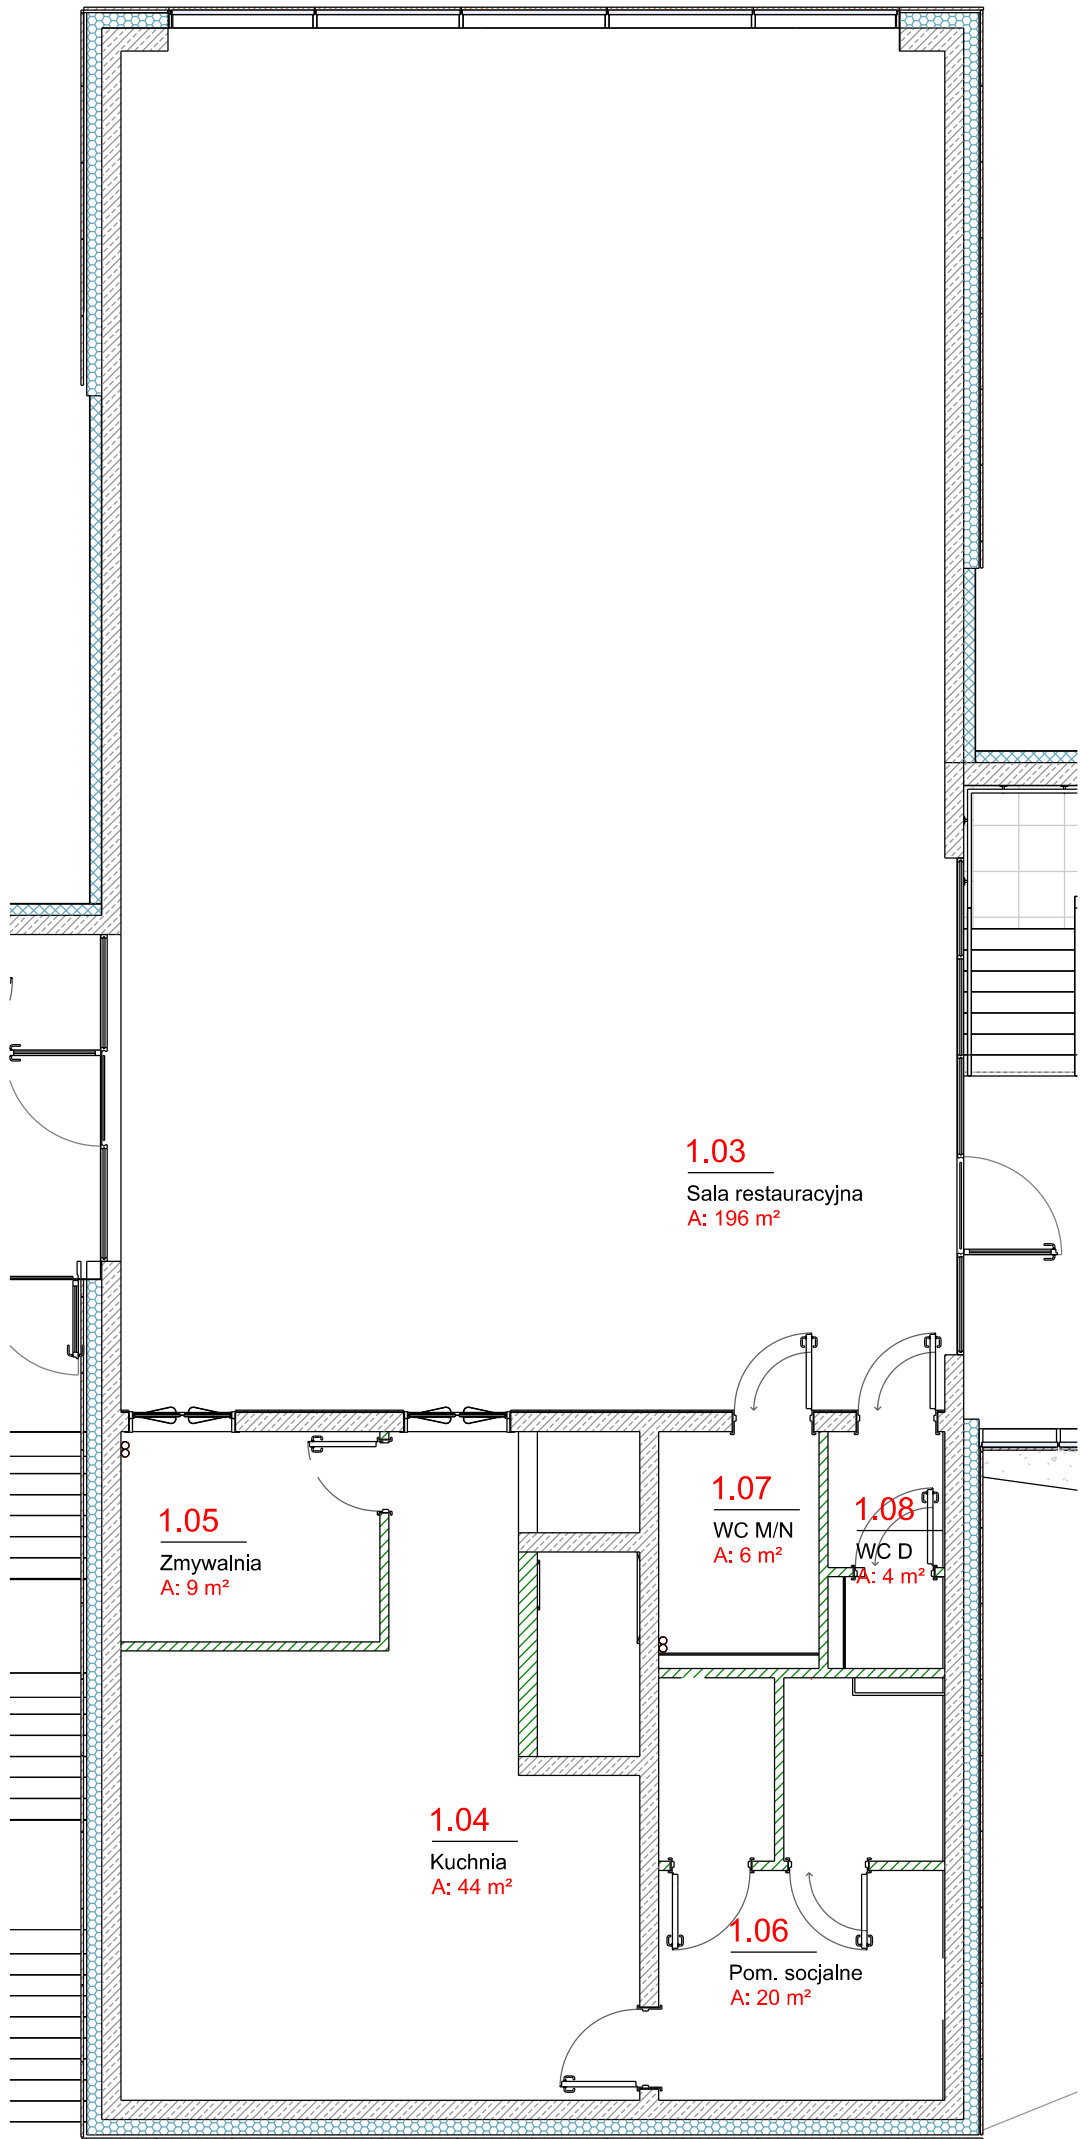 1.03
Sala restauracyjna
A: 196 m²
1.07
WC M/N
A: 6 m²
1.08
WC D
A: 4 m²
1.05
Zmywalnia
A: 9 m²
1.04
Kuchnia
A: 44 m²
1.06
Pom. socjalne
A: 20 m²